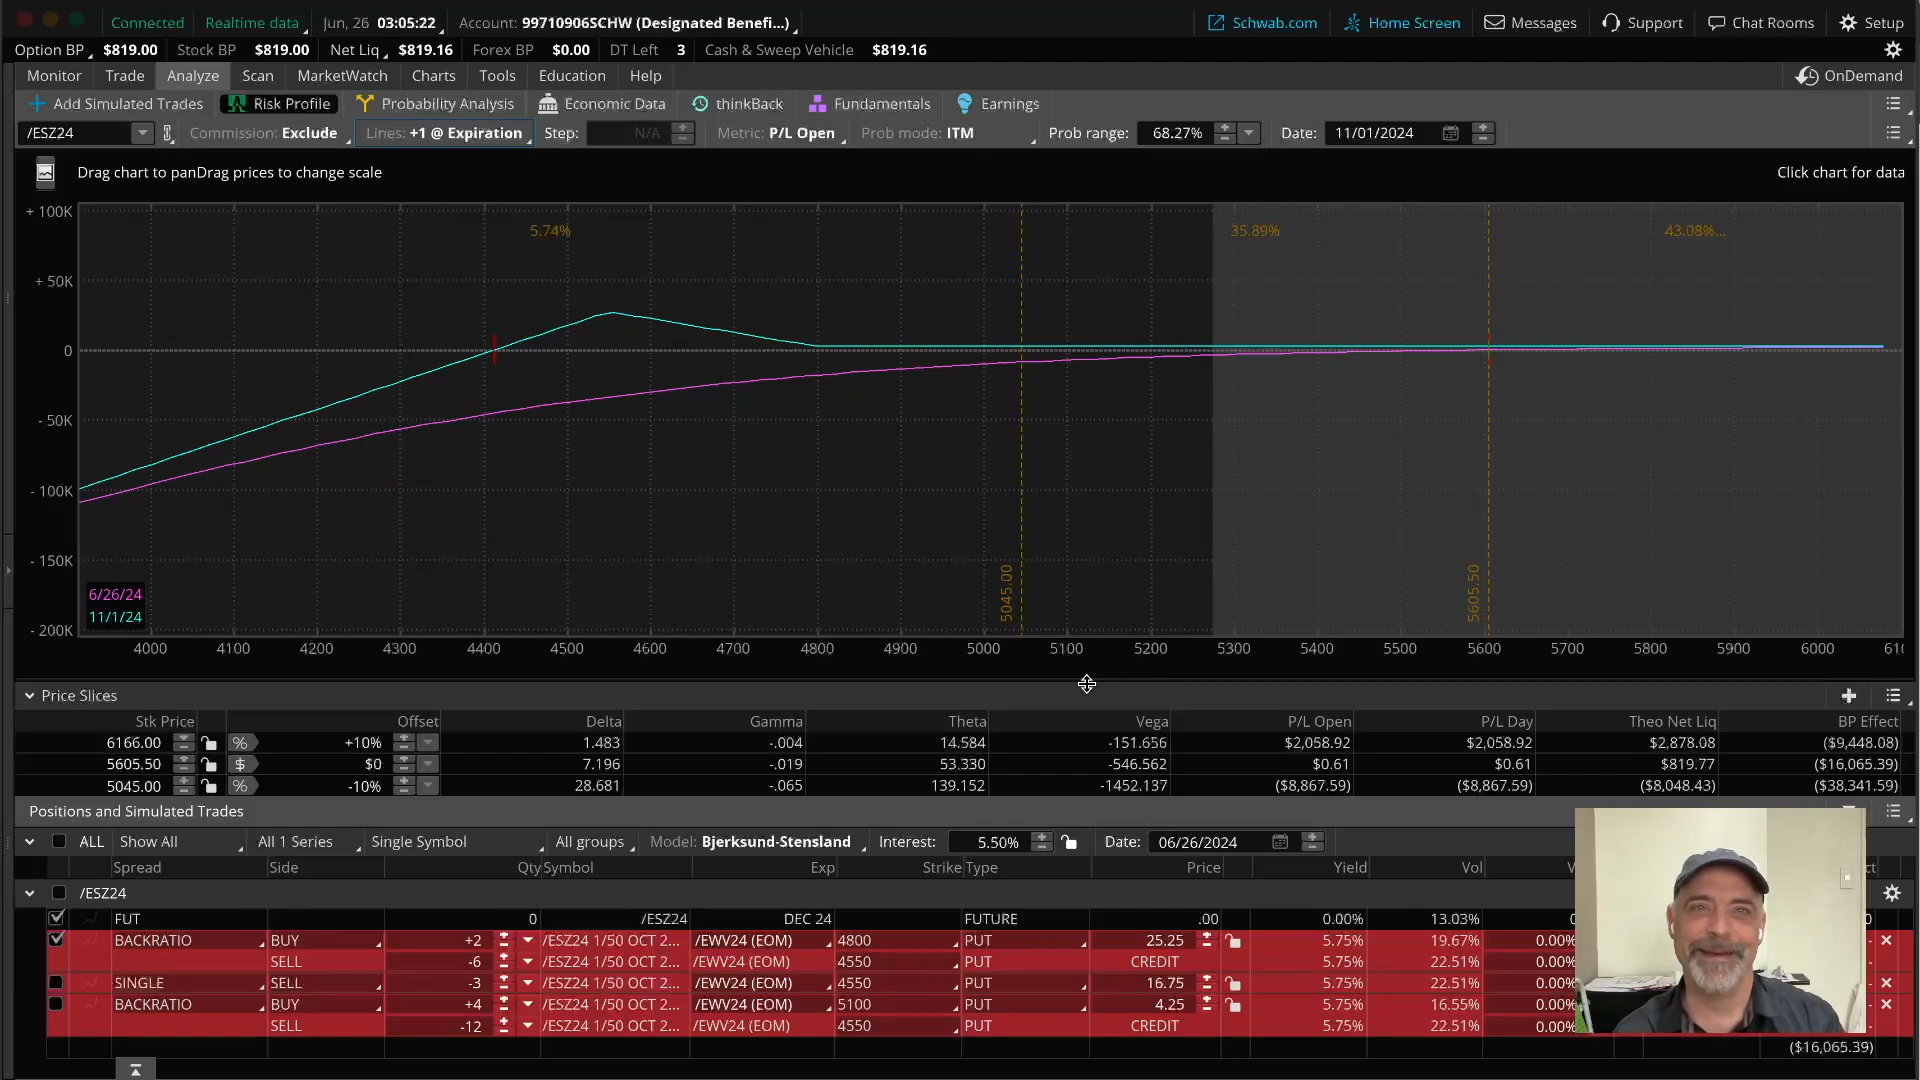 Connected Realtime data Jun, 26 03:05:22 Account: 99710906SCHW (Designated Benefi...) Schwab.com Home Screen Messages Support Chat Rooms Setup
Option BP $819.00 Stock BP $819.00 Net Liq $819.16 Forex BP $0.00 DT Left 3 Cash & Sweep Vehicle $819.16
Monitor Trade Analyze Scan MarketWatch Charts Tools Education Help OnDemand
Add Simulated Trades Risk Profile Probability Analysis Economic Data thinkBack Fundamentals Earnings
/ESZ24 Commission: Exclude Lines: +1 @ Expiration Step: N/A Metric: P/L Open Prob mode: ITM Prob range: 68.27% Date: 11/01/2024
Drag chart to panDrag prices to change scale Click chart for data
+ 100K
5.74% 35.89% 43.08%...
+ 50K
0
- 50K
- 100K
- 150K
- 200K
5045.00
5605.50
6/26/24
11/1/24
4000 4100 4200 4300 4400 4500 4600 4700 4800 4900 5000 5100 5200 5300 5400 5500 5600 5700 5800 5900 6000 610
Price Slices
Stk Price Offset Delta Gamma Theta Vega P/L Open P/L Day Theo Net Liq BP Effect
6166.00 % +10% 1.483 -.004 14.584 -151.656 $2,058.92 $2,058.92 $2,878.08 ($9,448.08)
5605.50 $ $0 7.196 -.019 53.330 -546.562 $0.61 $0.61 $819.77 ($16,065.39)
5045.00 % -10% 28.681 -.065 139.152 -1452.137 ($8,867.59) ($8,867.59) ($8,048.43) ($38,341.59)
Positions and Simulated Trades
ALL Show All All 1 Series Single Symbol All groups Model: Bjerksund-Stensland Interest: 5.50% Date: 06/26/2024
Spread Side Qty Symbol Exp Strike Type Price Yield Vol
/ESZ24
FUT 0 /ESZ24 DEC 24 FUTURE .00 0.00% 13.03%
BACKRATIO BUY +2 /ESZ24 1/50 OCT 2... /EWV24 (EOM) 4800 PUT 25.25 5.75% 19.67% 0.00%
SELL -6 /ESZ24 1/50 OCT 2... /EWV24 (EOM) 4550 PUT CREDIT 5.75% 22.51% 0.00%
SINGLE SELL -3 /ESZ24 1/50 OCT 2... /EWV24 (EOM) 4550 PUT 16.75 5.75% 22.51% 0.00%
BACKRATIO BUY +4 /ESZ24 1/50 OCT 2... /EWV24 (EOM) 5100 PUT 4.25 5.75% 16.55% 0.00%
SELL -12 /ESZ24 1/50 OCT 2... /EWV24 (EOM) 4550 PUT CREDIT 5.75% 22.51% 0.00%
($16,065.39)